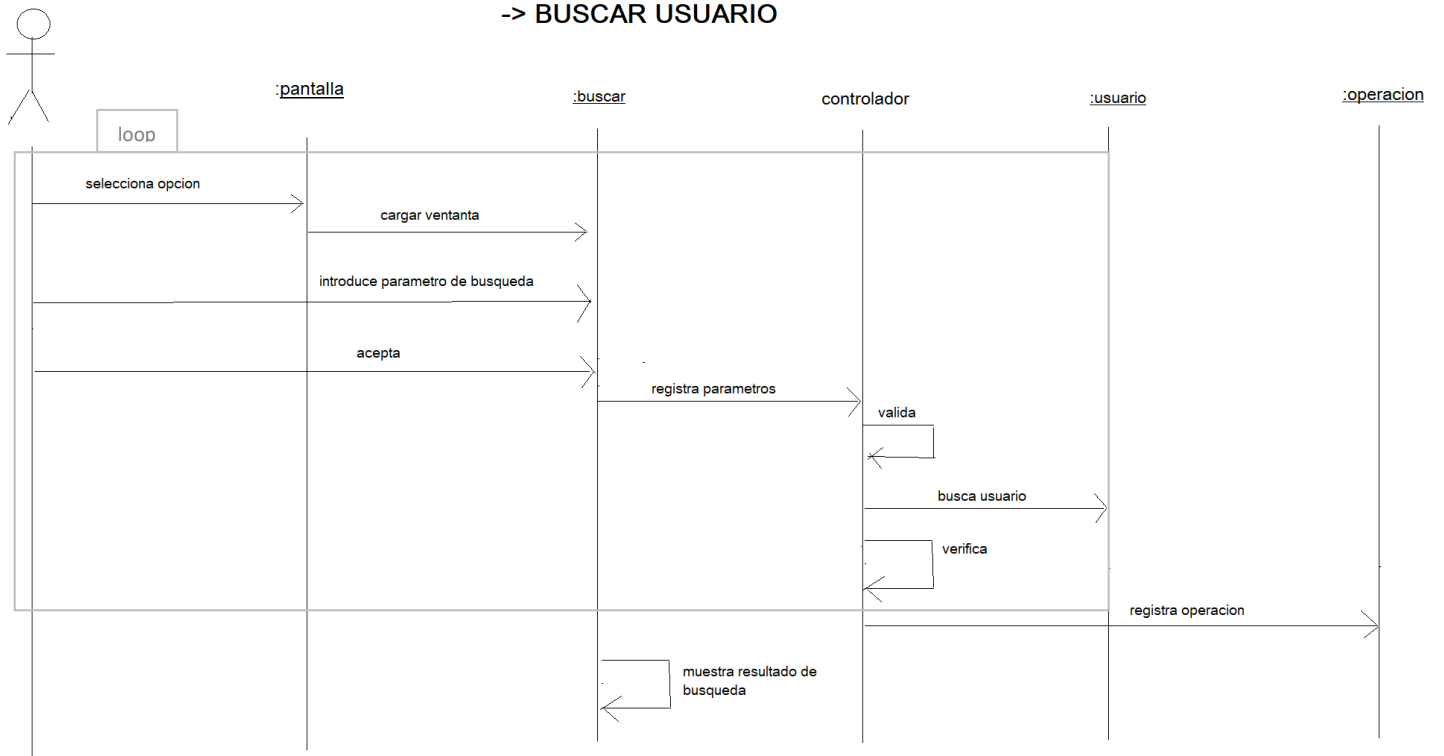 -> BUSCAR USUARIO
:pantalla
:buscar
controlador
:usuario
:operacion
loop
selecciona opcion
cargar ventanta
introduce parametro de busqueda
acepta
registra parametros
valida
busca usuario
verifica
registra operacion
muestra resultado de
busqueda